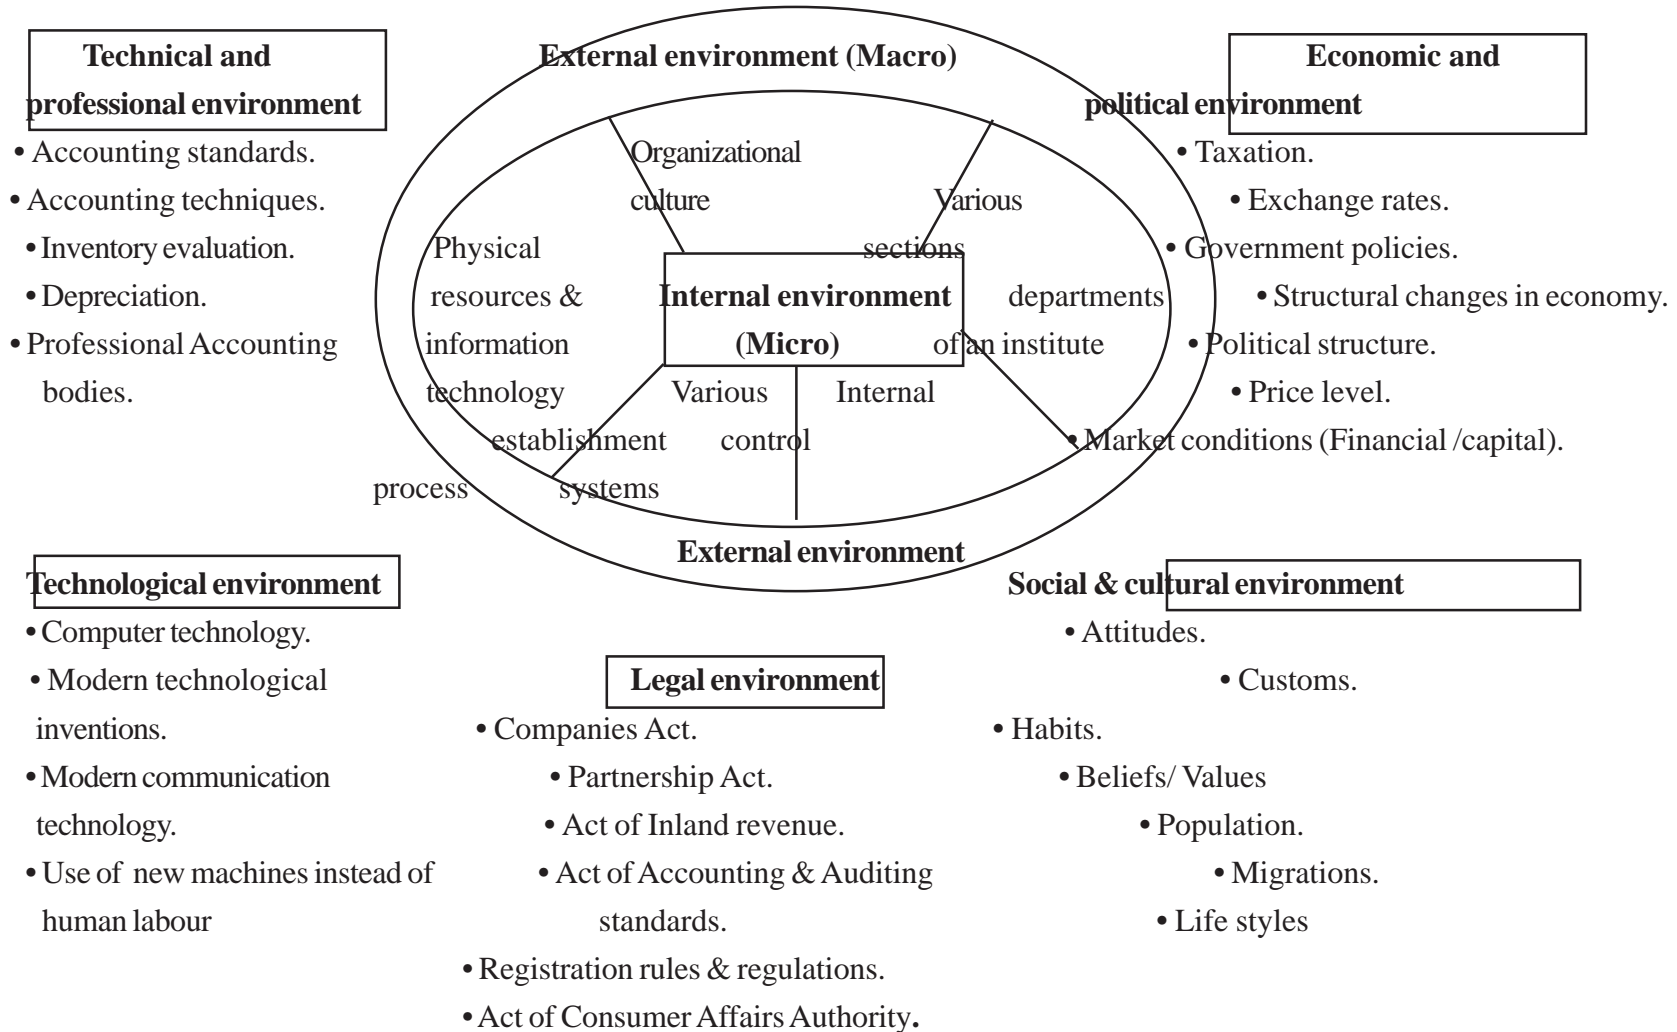 External environment (Macro)
Technical and
professional environment
• Accounting standards.
• Accounting techniques.
• Inventory evaluation.
• Depreciation.
• Professional Accounting
bodies.
Organizational
culture
Various
sections
departments
of an institute
Physical
resources &
information
technology
Internal environment
(Micro)
Various
establishment
process
Internal
control
systems
External environment
Economic and
political environment
• Taxation.
• Exchange rates.
• Government policies.
• Structural changes in economy.
• Political structure.
• Price level.
• Market conditions (Financial /capital).
Technological environment
• Computer technology.
• Modern technological
inventions.
• Modern communication
technology.
• Use of new machines instead of
human labour
Legal environment
• Companies Act.
• Partnership Act.
• Act of Inland revenue.
• Act of Accounting & Auditing
standards.
• Registration rules & regulations.
• Act of Consumer Affairs Authority.
Social & cultural environment
• Attitudes.
• Customs.
• Habits.
• Beliefs/ Values
• Population.
• Migrations.
• Life styles